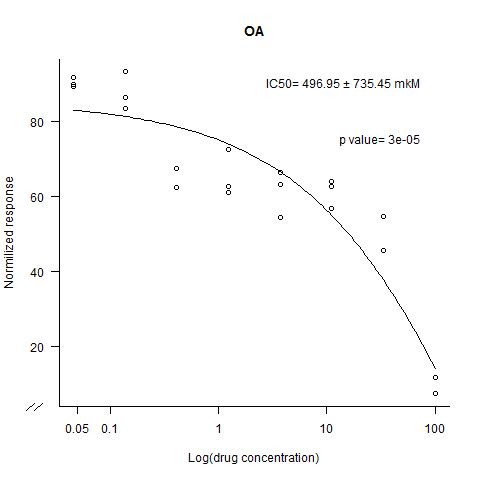 OA
IC50= 496.95 ± 735.45 mkM
p value= 3e-05
80
60
40
20
Normilized response
0.05 0.1 1 10 100
Log(drug concentration)